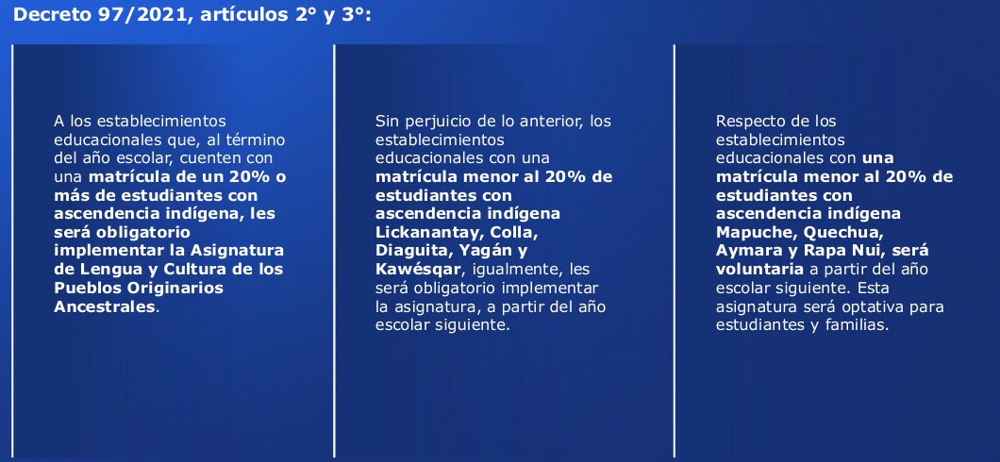 Decreto 97/2021, artículos 2° y 3°:
A los establecimientos
educacionales que, al término
del año escolar, cuenten con
una matrícula de un 20% o
más de estudiantes con
ascendencia indígena, les
será obligatorio
implementar la Asignatura
de Lengua y Cultura de los
Pueblos Originarios
Ancestrales.
Sin perjuicio de lo anterior, los
establecimientos
educacionales con una
matrícula menor al 20% de
estudiantes con
ascendencia indígena
Lickanantay, Colla,
Diaguita, Yagán y
Kawésqar, igualmente, les
será obligatorio implementar
la asignatura, a partir del año
escolar siguiente.
Respecto de los
establecimientos
educacionales con una
matrícula menor al 20% de
estudiantes con
ascendencia indígena
Mapuche, Quechua,
Aymara y Rapa Nui, será
voluntaria a partir del año
escolar siguiente. Esta
asignatura será optativa para
estudiantes y familias.